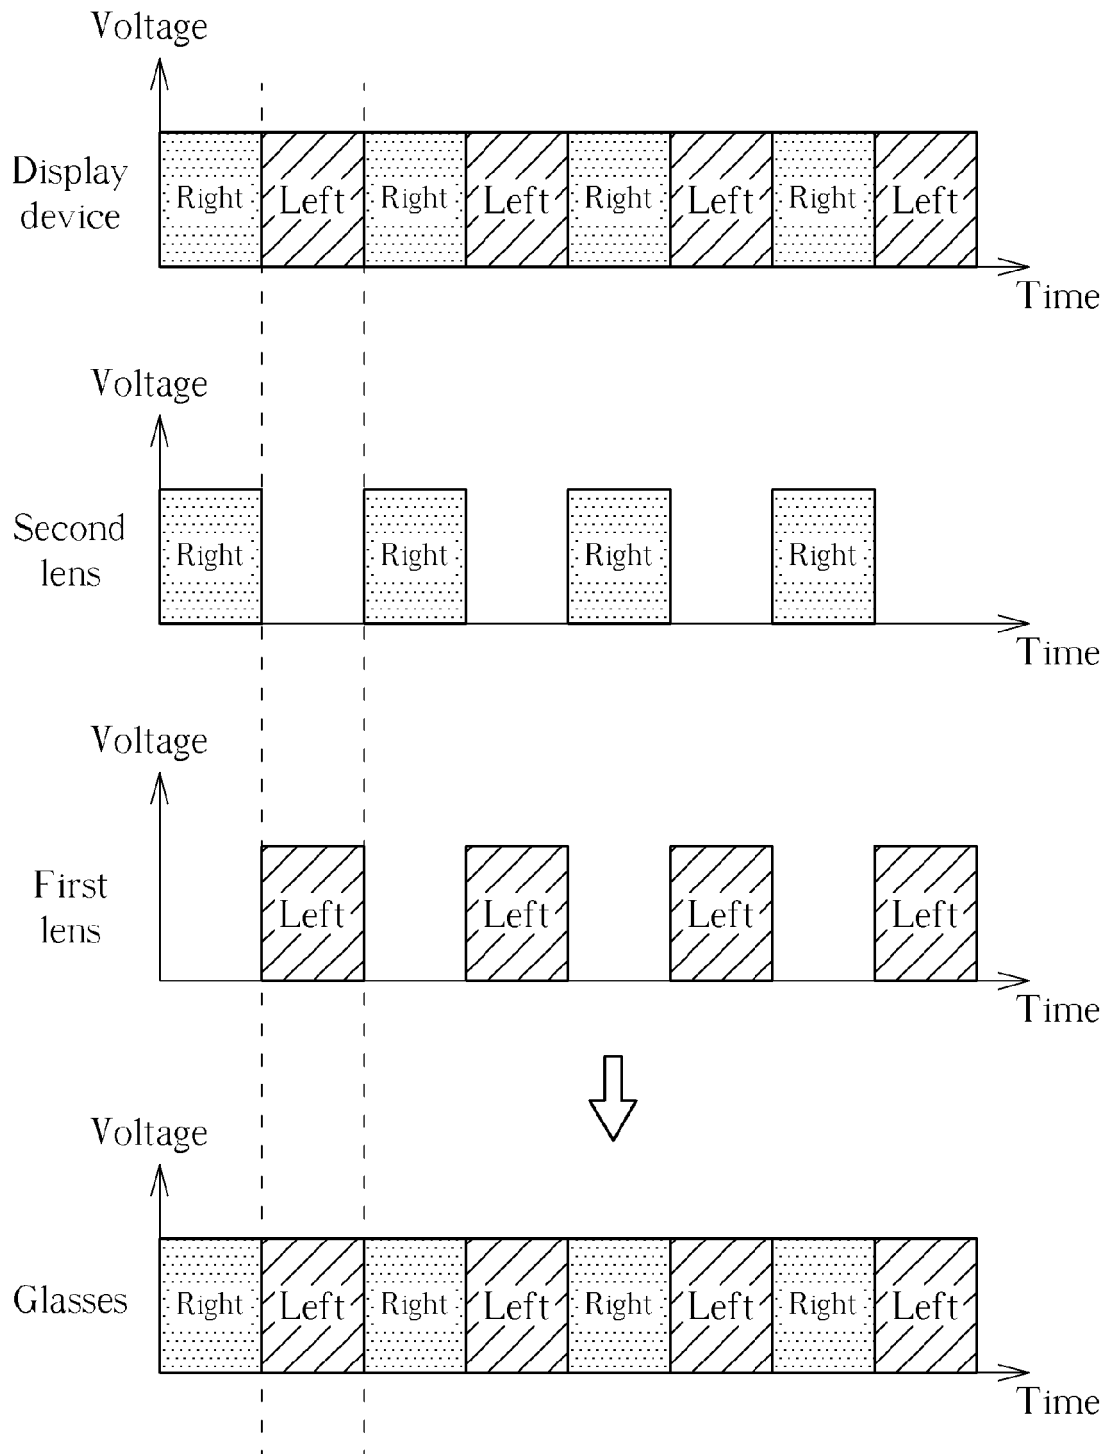 Voltage
Display
device
Right Left Right Left Right Left Right Left
Time
Voltage
Second
lens
Right Right Right Right
Time
Voltage
First
lens
Left Left Left Left
Time
Voltage
Glasses
Right Left Right Left Right Left Right Left
Time